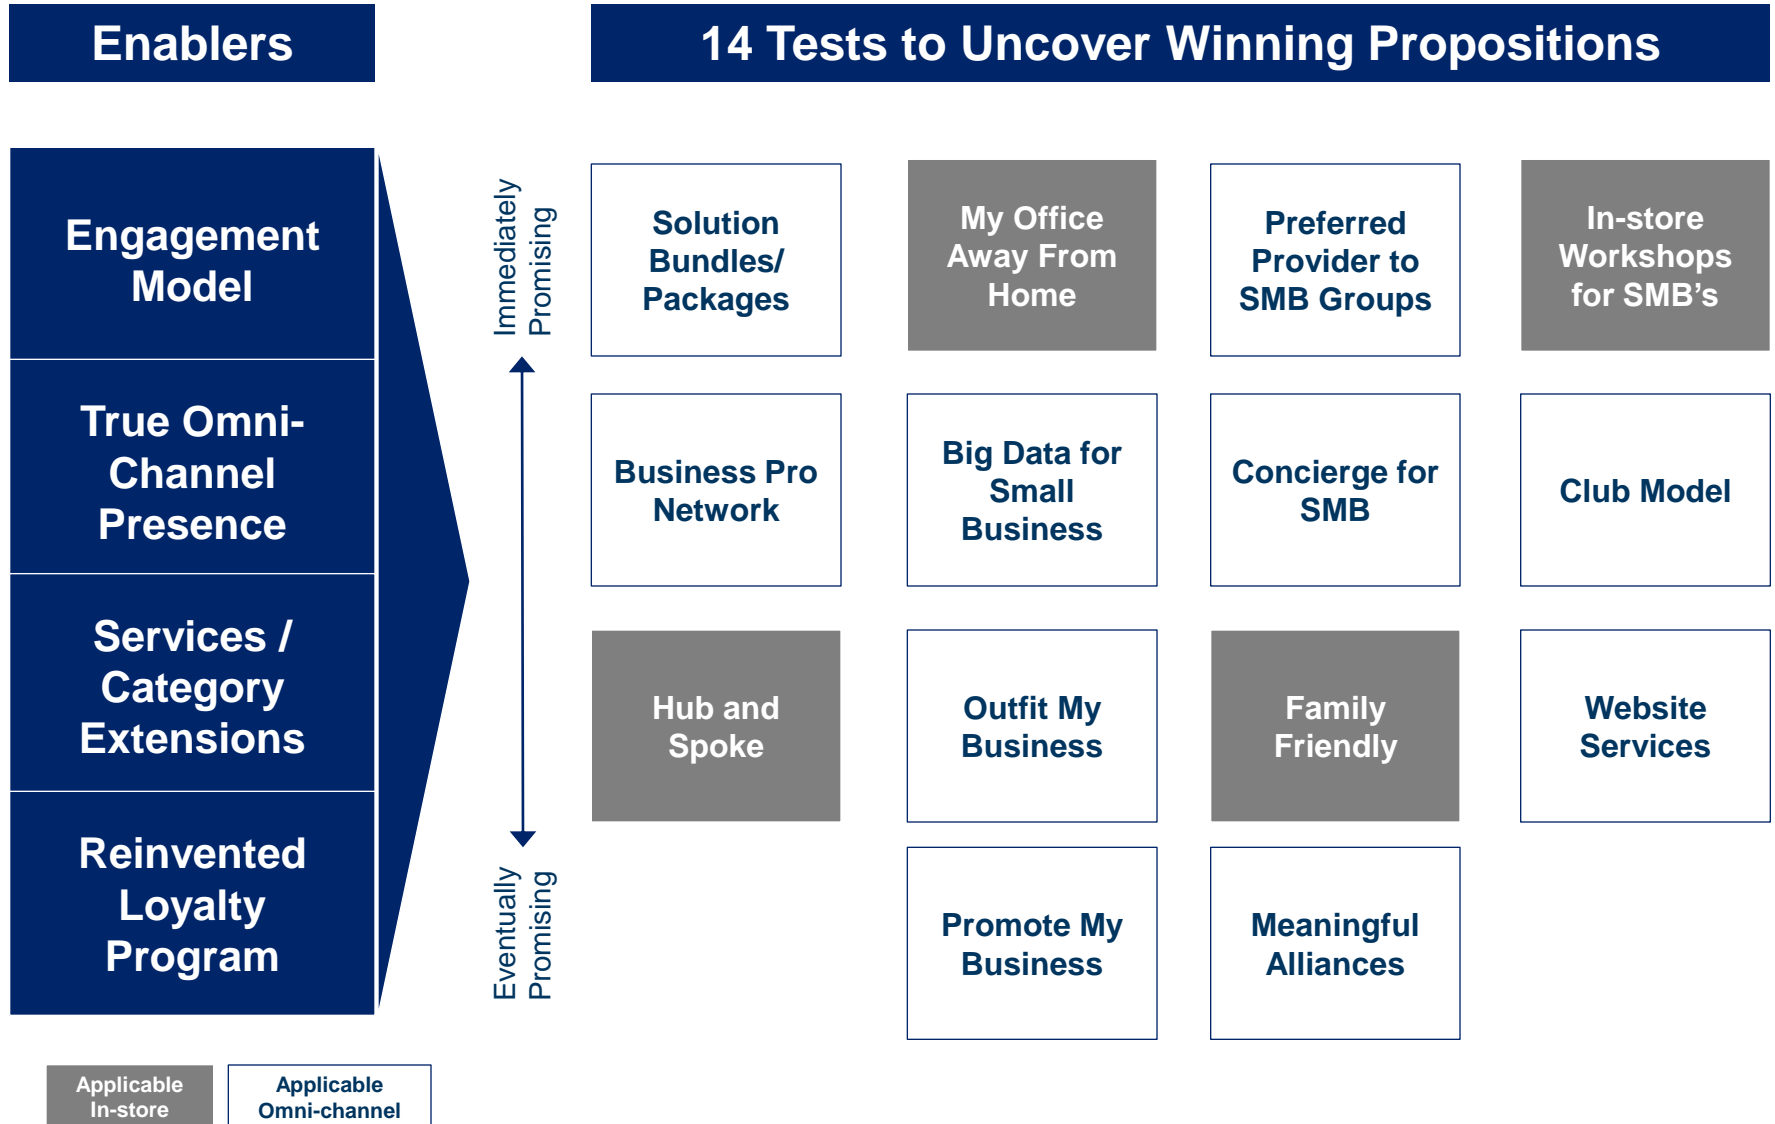 Enablers
14 Tests to Uncover Winning Propositions
Engagement
Model
True Omni-
Channel
Presence
Services /
Category
Extensions
Reinvented
Loyalty
Program
Immediately
Promising
Eventually
Promising
Solution
Bundles/
Packages
My Office
Away From
Home
Preferred
Provider to
SMB Groups
In-store
Workshops
for SMB’s
Business Pro
Network
Big Data for
Small
Business
Concierge for
SMB
Club Model
Hub and
Spoke
Outfit My
Business
Family
Friendly
Website
Services
Promote My
Business
Meaningful
Alliances
Applicable
In-store
Applicable
Omni-channel